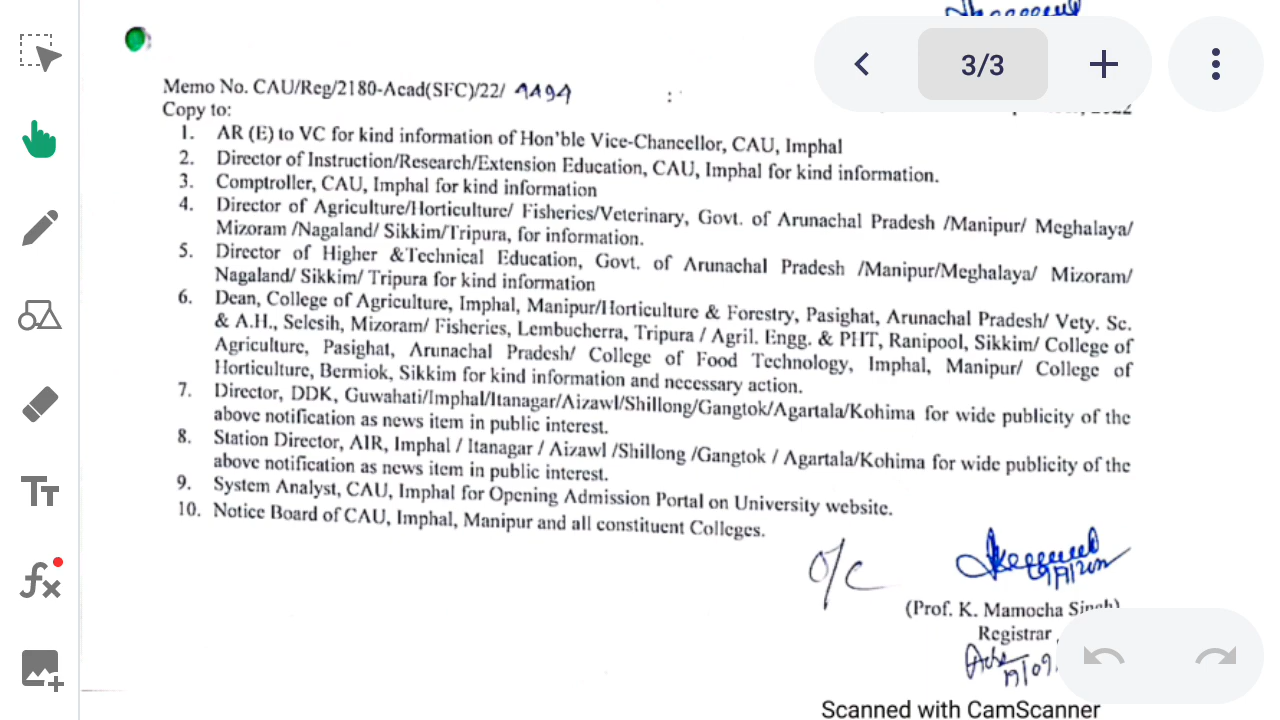 3/3
Memo No. CAU/Reg/2180-Acad(SFC)/22/ 1494 :
Copy to:
1. AR (E) to VC for kind information of Hon'ble Vice-Chancellor, CAU, Imphal
2. Director of Instruction/Research/Extension Education, CAU, Imphal for kind information.
3. Comptroller, CAU, Imphal for kind information
4. Director of Agriculture/Horticulture/ Fisheries/Veterinary, Govt. of Arunachal Pradesh /Manipur/ Meghalaya/
Mizoram /Nagaland/ Sikkim/Tripura, for information.
5. Director of Higher &Technical Education, Govt. of Arunachal Pradesh /Manipur/Meghalaya/ Mizoram/
Nagaland/ Sikkim/ Tripura for kind information
6. Dean, College of Agriculture, Imphal, Manipur/Horticulture & Forestry, Pasighat, Arunachal Pradesh/ Vety. Sc.
& A.H., Selesih, Mizoram/ Fisheries, Lembucherra, Tripura / Agril. Engg. & PHT, Ranipool, Sikkim/ College of
Agriculture, Pasighat, Arunachal Pradesh/ College of Food Technology, Imphal, Manipur/ College of
Horticulture, Bermiok, Sikkim for kind information and necessary action.
7. Director, DDK, Guwahati/Imphal/Itanagar/Aizawl/Shillong/Gangtok/Agartala/Kohima for wide publicity of the
above notification as news item in public interest.
8. Station Director, AIR, Imphal / Itanagar / Aizawl /Shillong /Gangtok / Agartala/Kohima for wide publicity of the
above notification as news item in public interest.
9. System Analyst, CAU, Imphal for Opening Admission Portal on University website.
10. Notice Board of CAU, Imphal, Manipur and all constituent Colleges.
O/C
(Prof. K. Mamocha Singh)
Registrar
Scanned with CamScanner